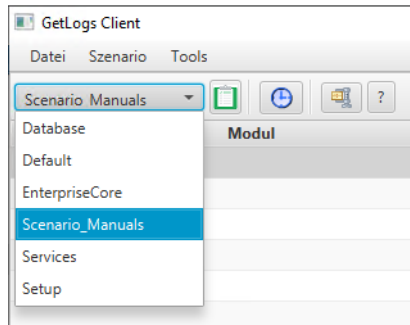 GetLogs Client
Datei Szenario Tools
Scenario_Manuals ?
Modul
Database
Default
EnterpriseCore
Scenario_Manuals
Services
Setup